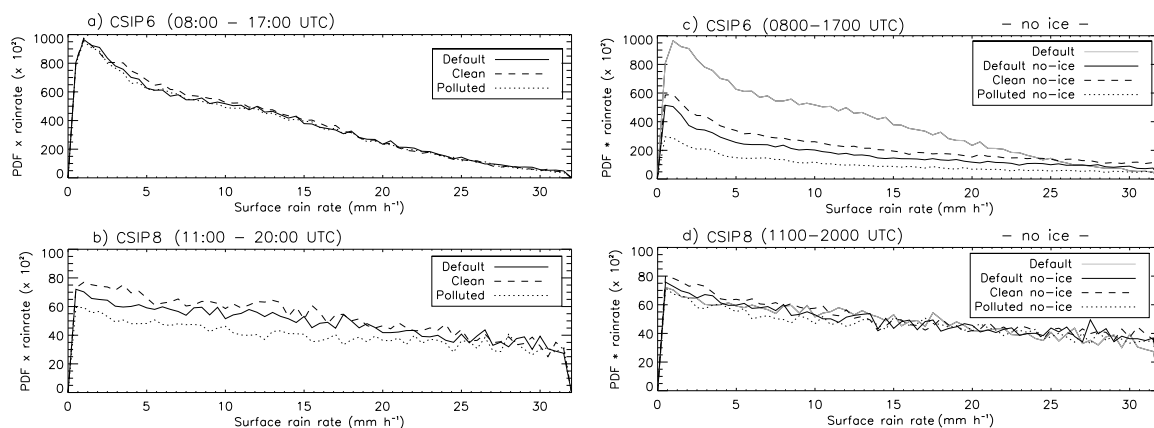 a) CSIP6 (08:00 – 17:00 UTC)
PDF x rainrate (x 10²)
1000
800
600
400
200
0
Default
Clean
Polluted
0 5 10 15 20 25 30
Surface rain rate (mm h⁻¹)
b) CSIP8 (11:00 – 20:00 UTC)
PDF x rainrate (x 10²)
100
80
60
40
20
0
Default
Clean
Polluted
0 5 10 15 20 25 30
Surface rain rate (mm h⁻¹)
c) CSIP6 (0800–1700 UTC) – no ice –
PDF * rainrate (x 10²)
1000
800
600
400
200
0
Default
Default no-ice
Clean no-ice
Polluted no-ice
0 5 10 15 20 25 30
Surface rain rate (mm h⁻¹)
d) CSIP8 (1100–2000 UTC) – no ice –
PDF * rainrate (x 10²)
100
80
60
40
20
0
Default
Default no-ice
Clean no-ice
Polluted no-ice
0 5 10 15 20 25 30
Surface rain rate (mm h⁻¹)